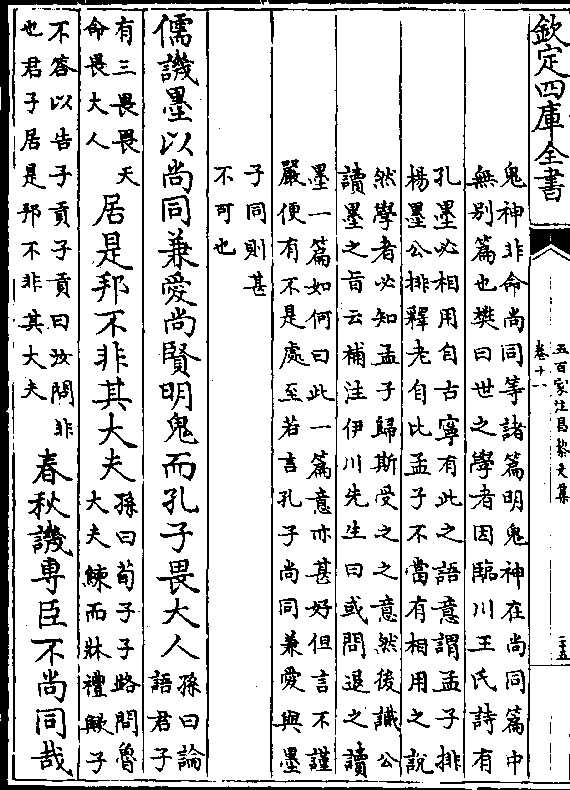 欽定四庫全書
五百家注昌黎文集
卷十一
鬼神非命尚同等諸篇明鬼神在尚同篇中
無別篇也樊曰世之學者因臨川王氏詩有
孔墨必相用自古寧有此之語意謂孟子排
楊墨公排釋老自比孟子不當有相用之說
然學者必知孟子歸斯受之之意然後識公
讀墨之旨云補注伊川先生曰或問退之讀
墨一篇如何曰此一篇意亦甚好但言不謹
嚴便有不是處至若言孔子尚同兼愛與墨
子同則甚
不可也
儒譏墨以尚同兼愛尚賢明鬼而孔子畏大人孫曰論語君子
有三畏畏天命畏大人居是邦不非其大夫孫曰荀子子路問魯大夫練而牀禮歟子
不答以告子貢子貢曰汝問非也君子居是邦不非其大夫春秋譏專臣不尚同哉